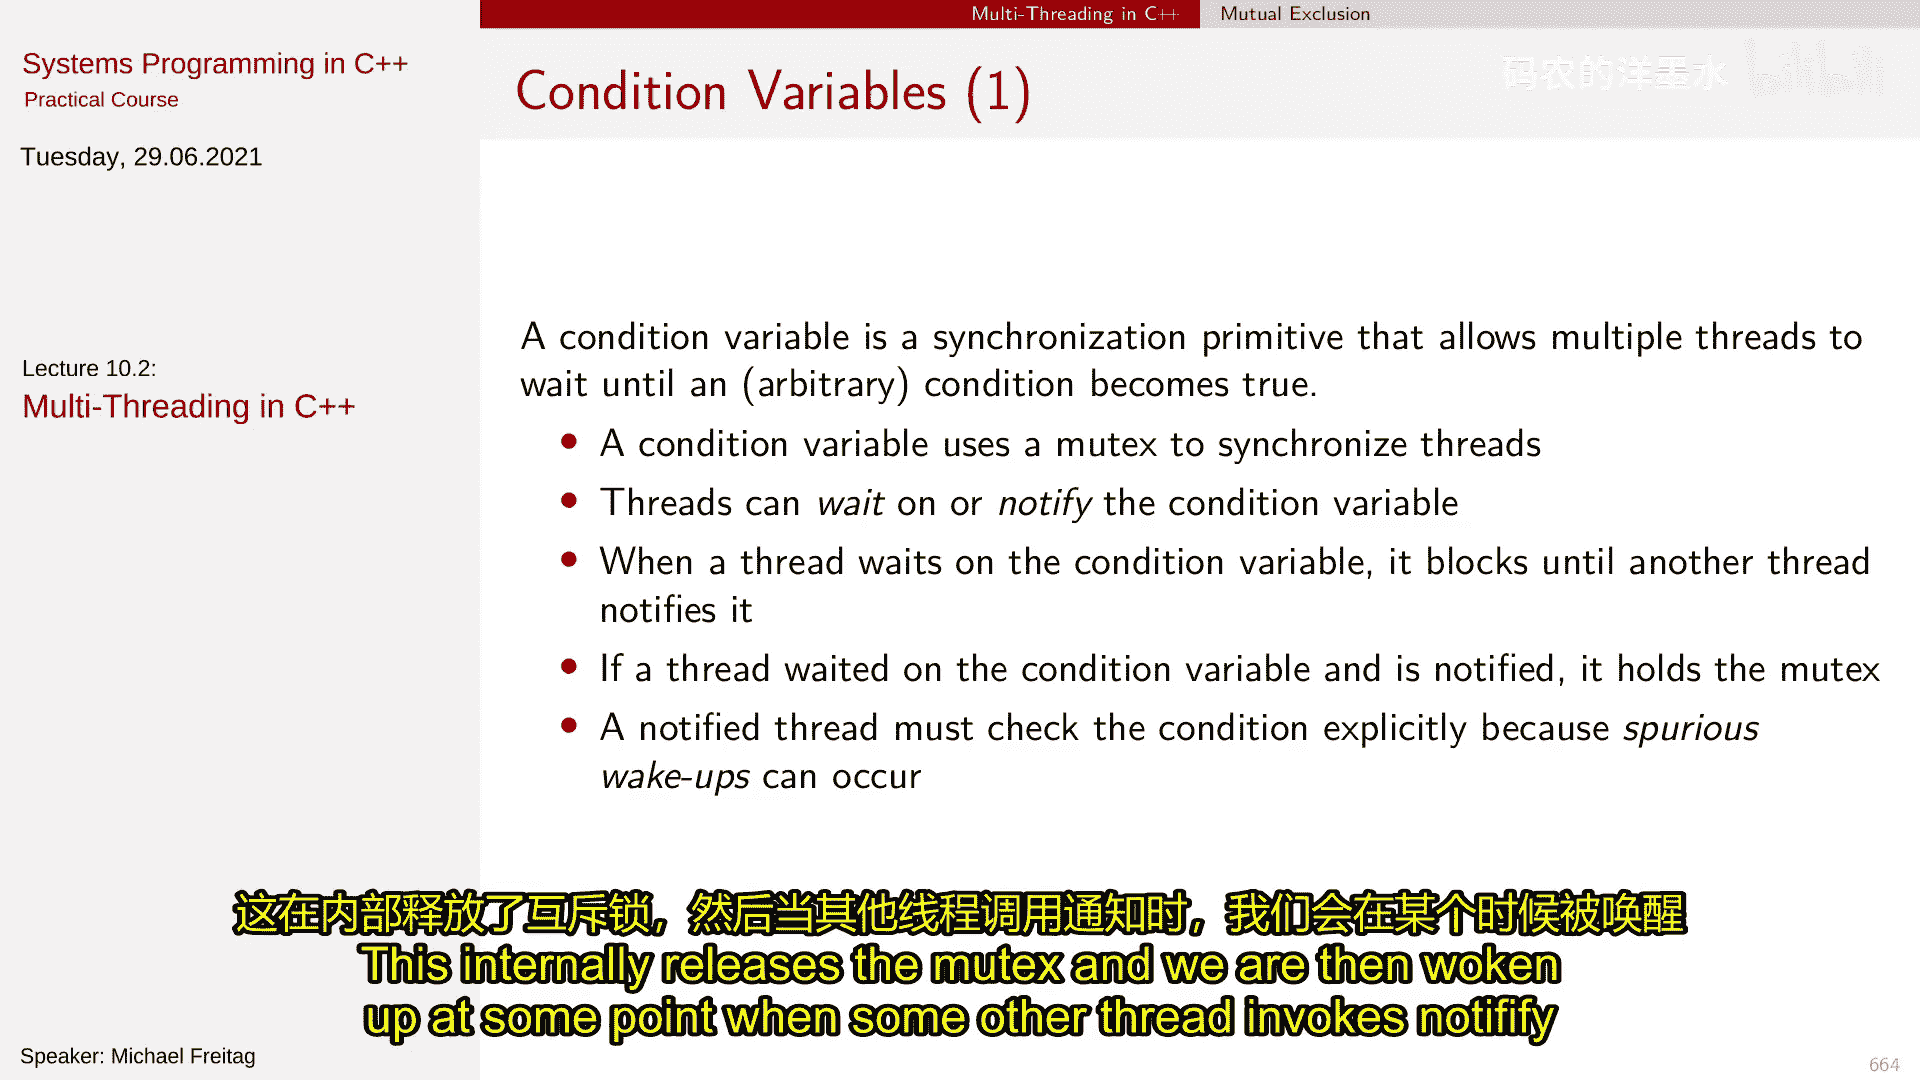 Multi-Threading in C++
Mutual Exclusion
Systems Programming in C++
Practical Course
Tuesday, 29.06.2021
Condition Variables (1)
码农的洋墨水 bilibili
Lecture 10.2:
Multi-Threading in C++
A condition variable is a synchronization primitive that allows multiple threads to
wait until an (arbitrary) condition becomes true.
• A condition variable uses a mutex to synchronize threads
• Threads can wait on or notify the condition variable
• When a thread waits on the condition variable, it blocks until another thread
notifies it
• If a thread waited on the condition variable and is notified, it holds the mutex
• A notified thread must check the condition explicitly because spurious
wake-ups can occur
这在内部释放了互斥锁，然后当其他线程调用通知时，我们会在某个时候被唤醒
This internally releases the mutex and we are then woken
up at some point when some other thread invokes notifify
Speaker: Michael Freitag
664